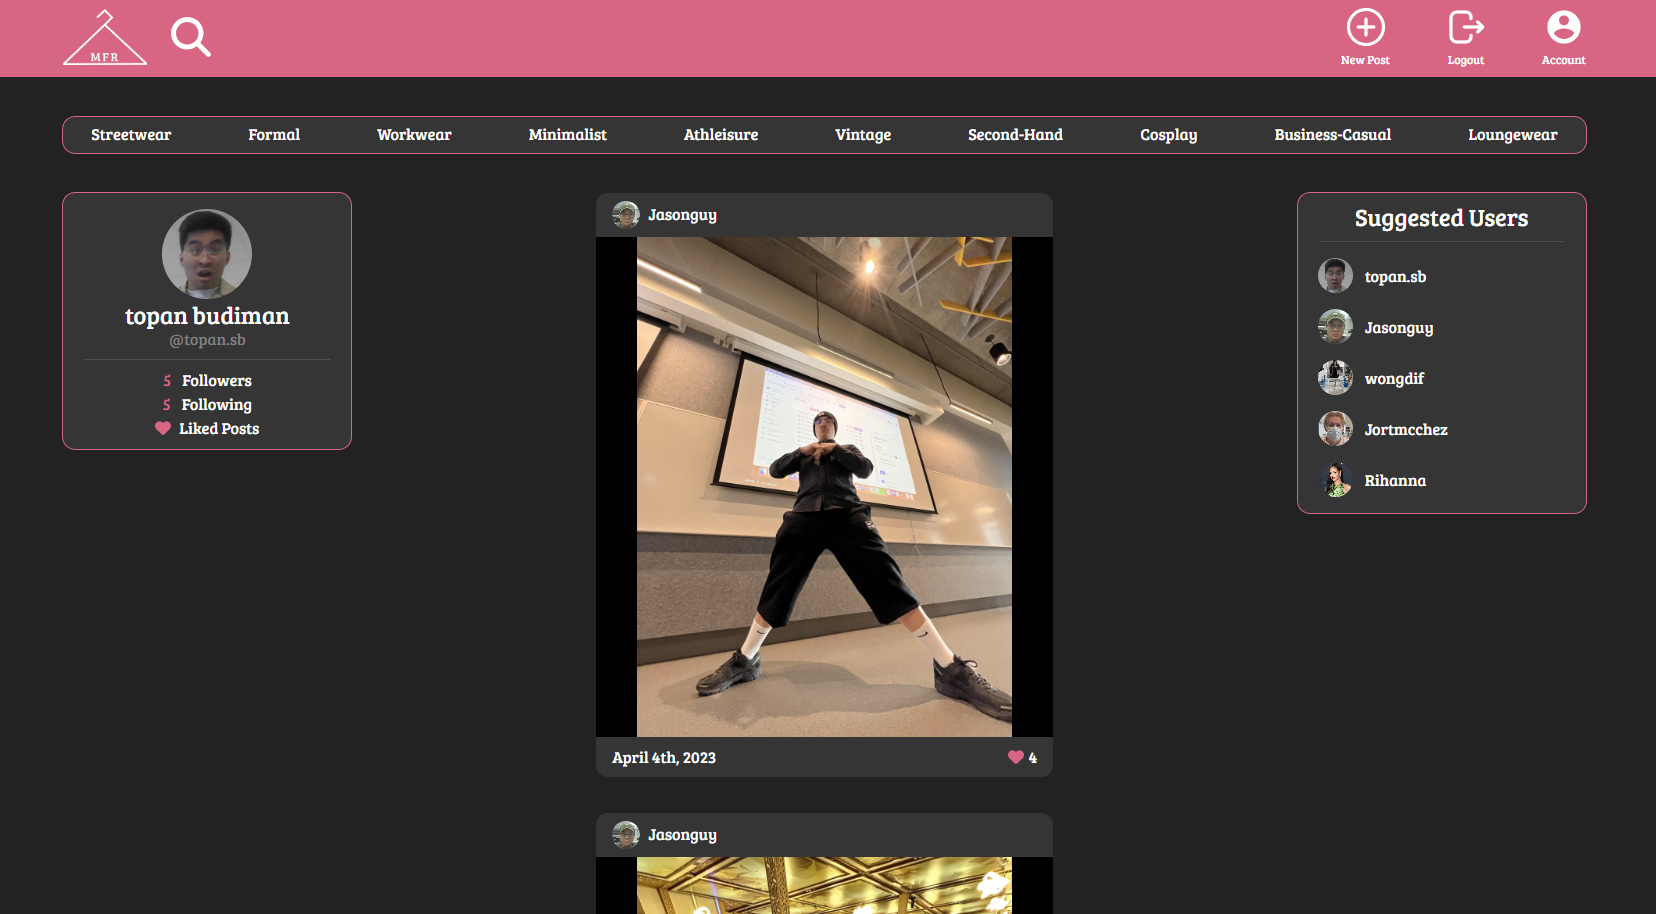 MFR
New Post
Logout
Account
Streetwear Formal Workwear Minimalist Athleisure Vintage Second-Hand Cosplay Business-Casual Loungewear
topan budiman
@topan.sb
5 Followers
5 Following
Liked Posts
Jasonguy
April 4th, 2023
4
Jasonguy
Suggested Users
topan.sb
Jasonguy
wongdif
Jortmcchez
Rihanna